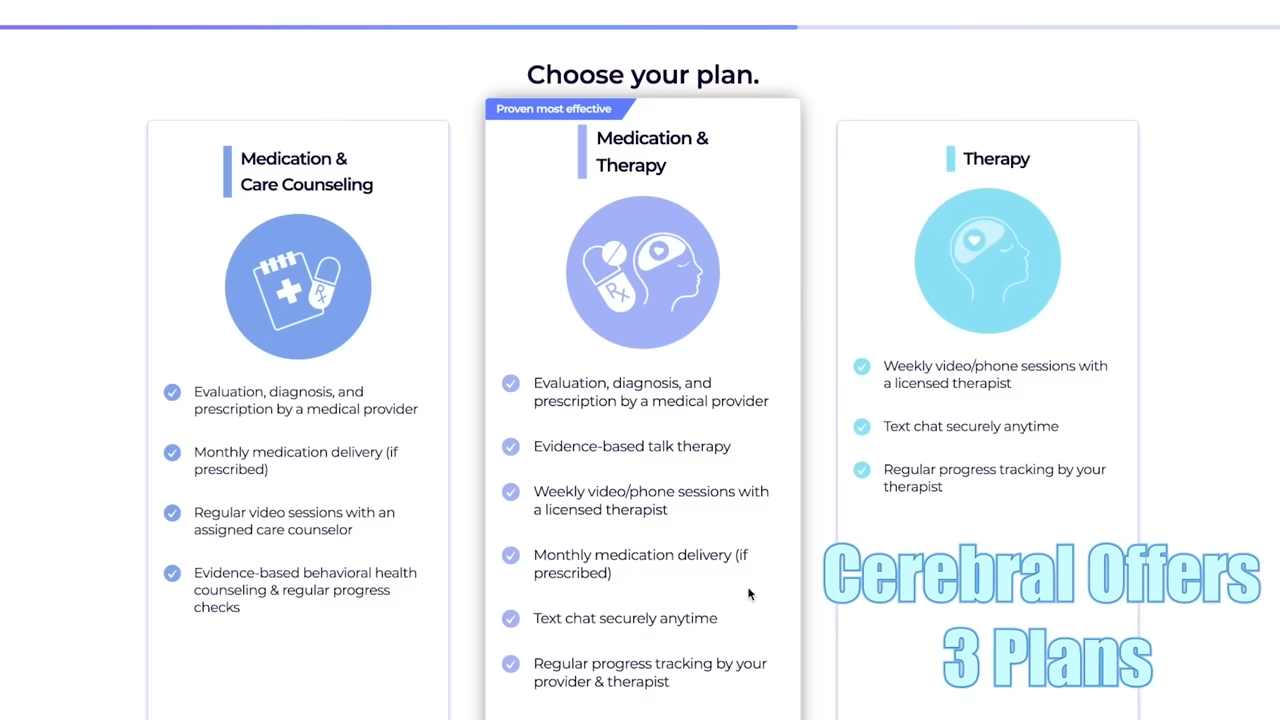 Choose your plan.
Medication &
Care Counseling
Rx
Evaluation, diagnosis, and
prescription by a medical provider
Monthly medication delivery (if
prescribed)
Regular video sessions with an
assigned care counselor
Evidence-based behavioral health
counseling & regular progress
checks
Proven most effective
Medication &
Therapy
Rx
Evaluation, diagnosis, and
prescription by a medical provider
Evidence-based talk therapy
Weekly video/phone sessions with
a licensed therapist
Monthly medication delivery (if
prescribed)
Text chat securely anytime
Regular progress tracking by your
provider & therapist
Therapy
Weekly video/phone sessions with
a licensed therapist
Text chat securely anytime
Regular progress tracking by your
therapist
Cerebral Offers
3 Plans